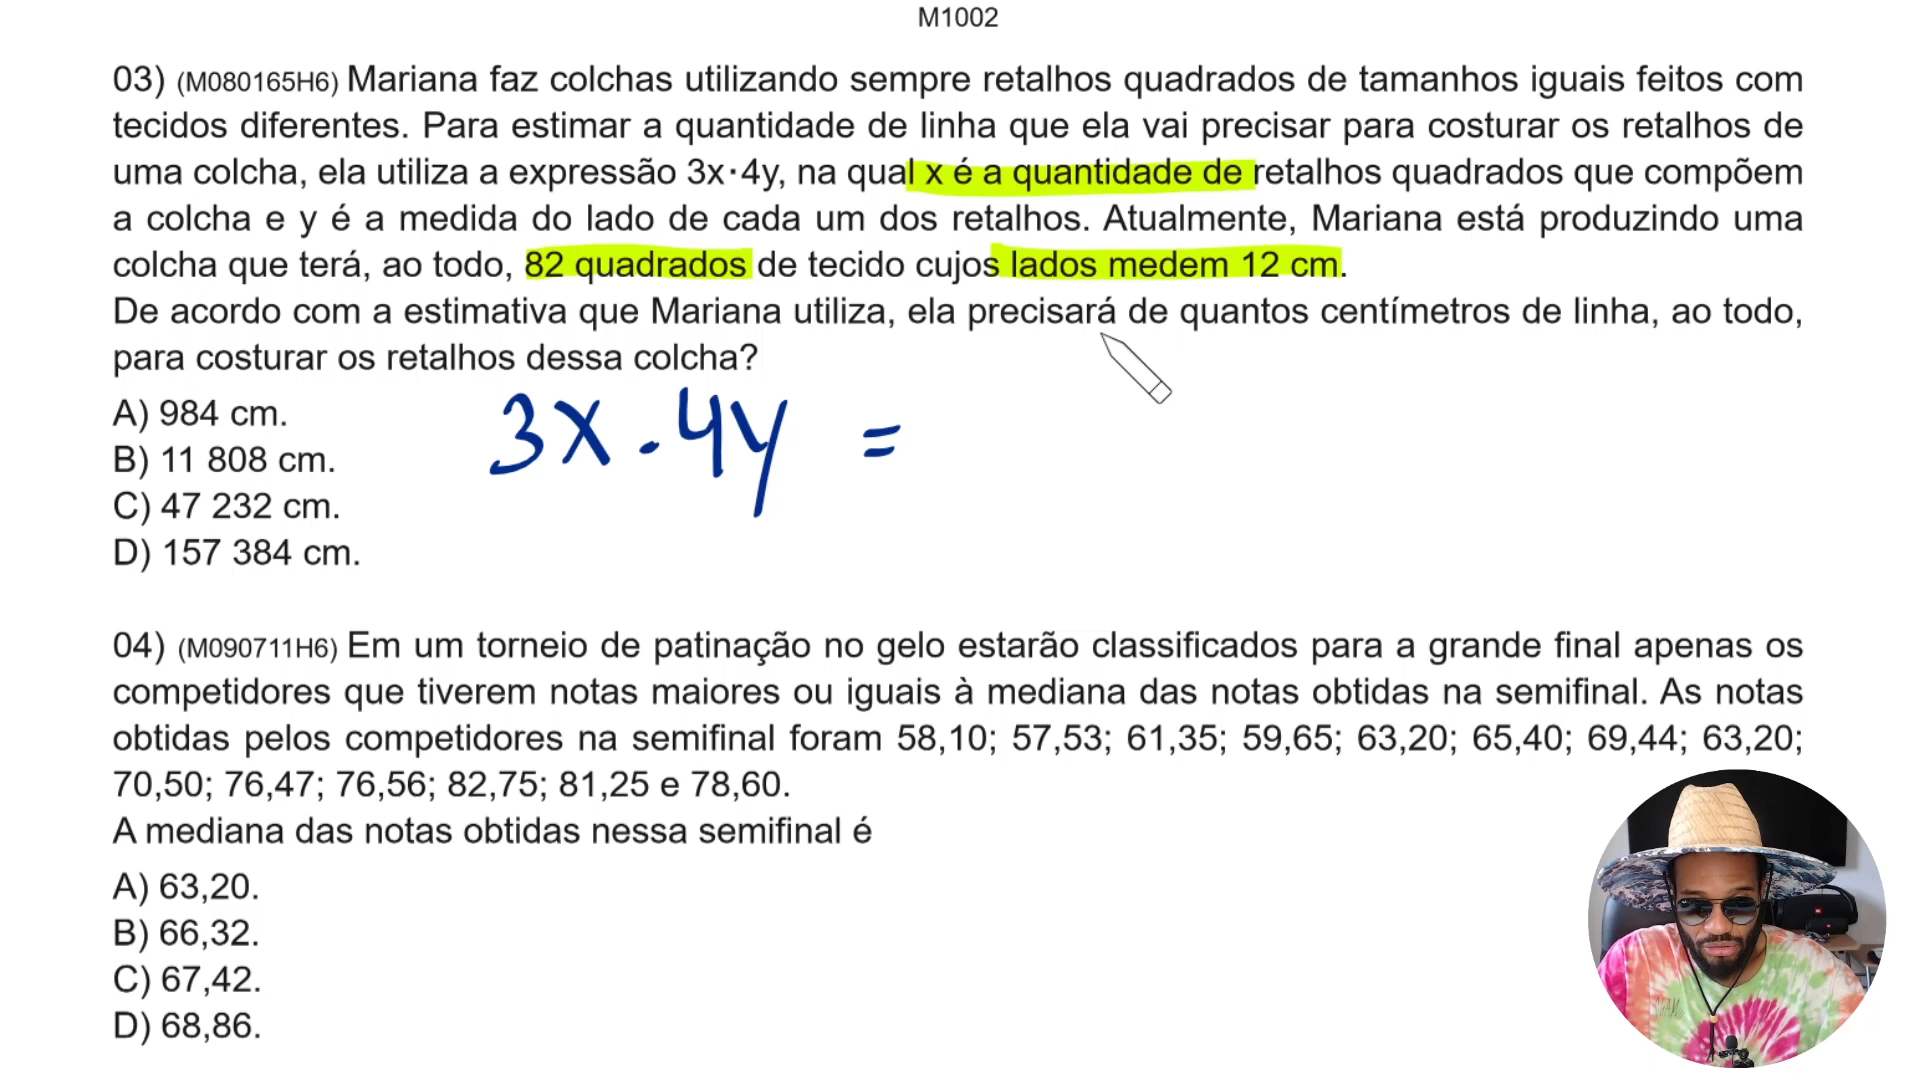 M1002
03) (M080165H6) Mariana faz colchas utilizando sempre retalhos quadrados de tamanhos iguais feitos com
tecidos diferentes. Para estimar a quantidade de linha que ela vai precisar para costurar os retalhos de
uma colcha, ela utiliza a expressão 3x·4y, na qual x é a quantidade de retalhos quadrados que compõem
a colcha e y é a medida do lado de cada um dos retalhos. Atualmente, Mariana está produzindo uma
colcha que terá, ao todo, 82 quadrados de tecido cujos lados medem 12 cm.
De acordo com a estimativa que Mariana utiliza, ela precisará de quantos centímetros de linha, ao todo,
para costurar os retalhos dessa colcha?
A) 984 cm.
B) 11 808 cm.
C) 47 232 cm.
D) 157 384 cm.
3x . 4y =
04) (M090711H6) Em um torneio de patinação no gelo estarão classificados para a grande final apenas os
competidores que tiverem notas maiores ou iguais à mediana das notas obtidas na semifinal. As notas
obtidas pelos competidores na semifinal foram 58,10; 57,53; 61,35; 59,65; 63,20; 65,40; 69,44; 63,20;
70,50; 76,47; 76,56; 82,75; 81,25 e 78,60.
A mediana das notas obtidas nessa semifinal é
A) 63,20.
B) 66,32.
C) 67,42.
D) 68,86.